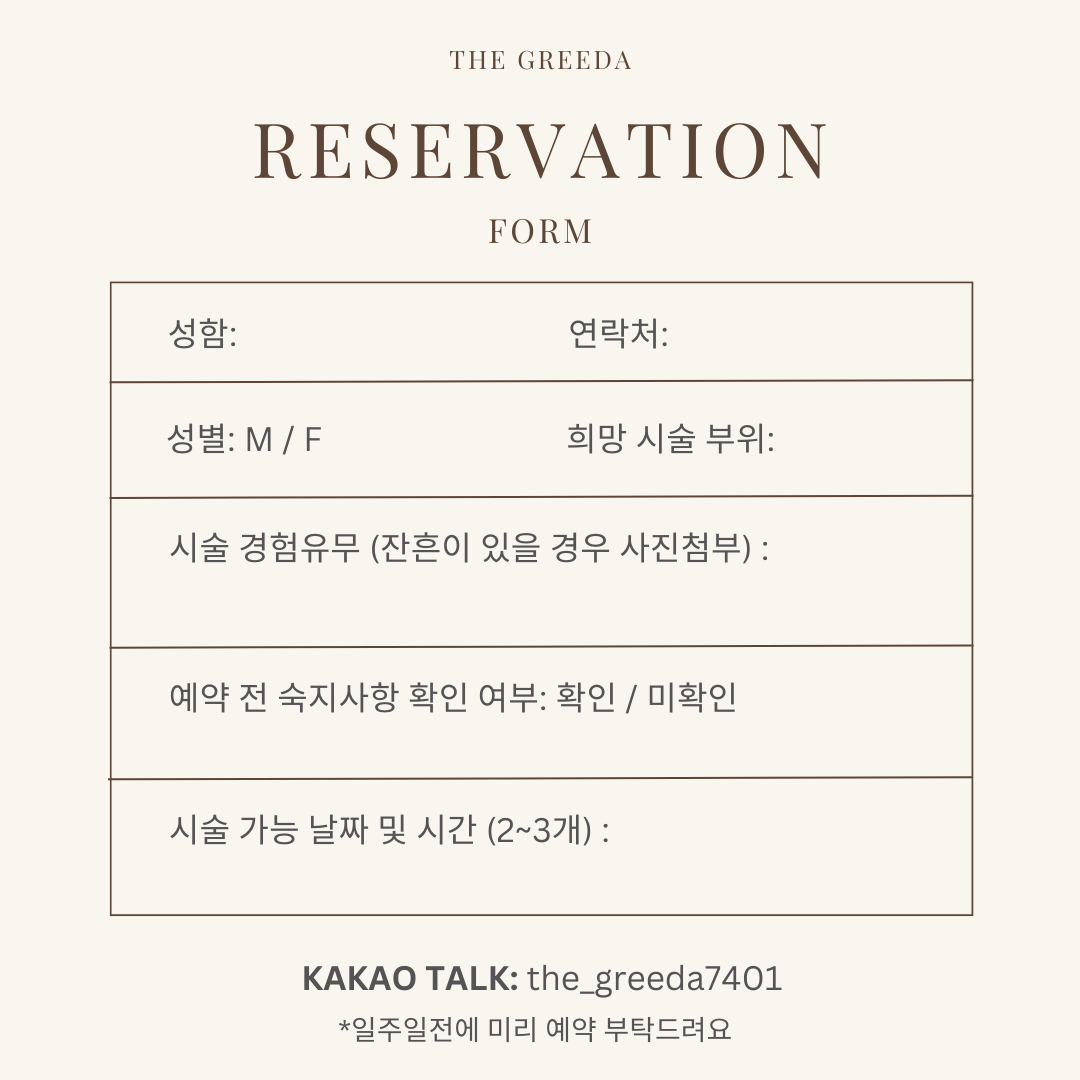 THE GREEDA
RESERVATION
FORM
성함: 연락처:
성별: M / F 희망 시술 부위:
시술 경험유무 (잔흔이 있을 경우 사진첨부) :
예약 전 숙지사항 확인 여부: 확인 / 미확인
시술 가능 날짜 및 시간 (2~3개) :
KAKAO TALK: the_greeda7401
*일주일전에 미리 예약 부탁드려요